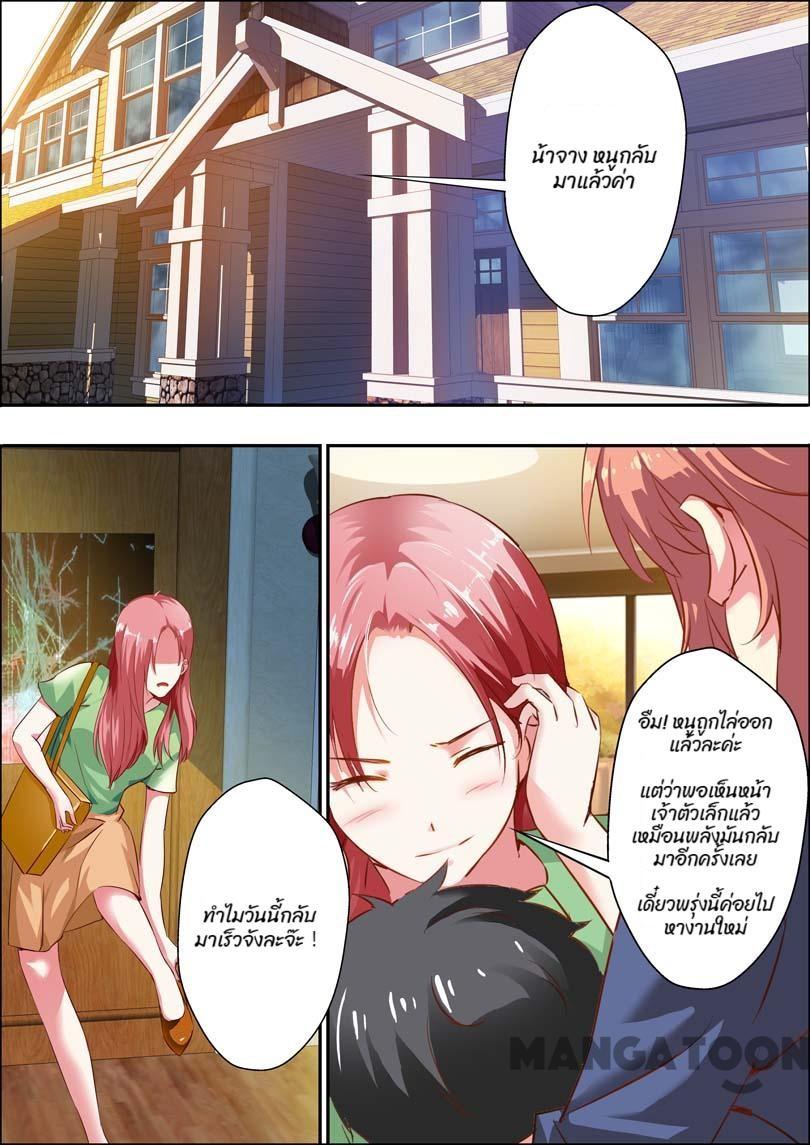 น้าจาง หนูกลับ
มาแล้วค่า
ทำไมวันนี้กลับ
มาเร็วจังละจ๊ะ !
อืม! หนูถูกไล่ออก
แล้วละค่ะ
แต่ว่าพอเห็นหน้า
เจ้าตัวเล็กแล้ว
เหมือนพลังมันกลับ
มาอีกครั้งเลย
เดี๋ยวพรุ่งนี้ค่อยไป
หางานใหม่
MANGATOON